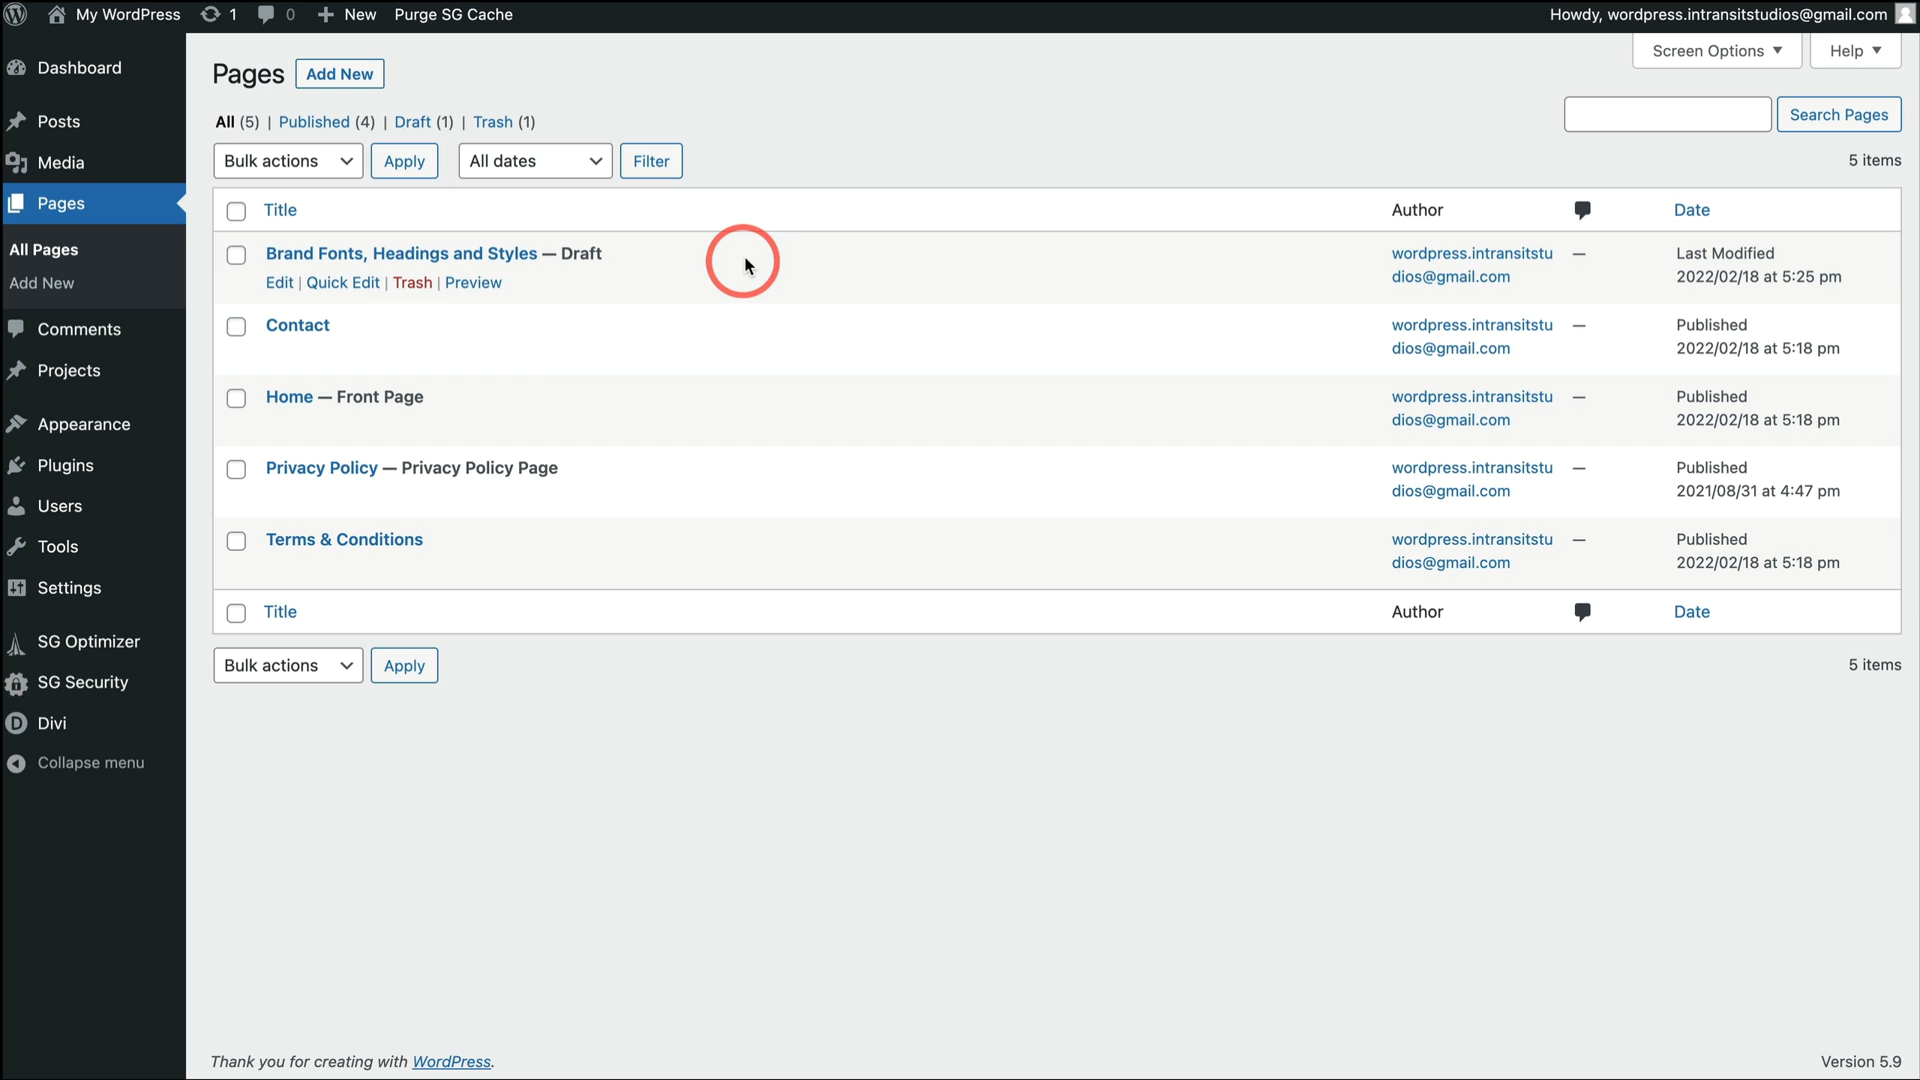 My WordPress 1 0 New Purge SG Cache Howdy, wordpress.intransitstudios@gmail.com
Screen Options Help
Dashboard
Posts
Media
Pages
All Pages
Add New
Comments
Projects
Appearance
Plugins
Users
Tools
Settings
SG Optimizer
SG Security
Divi
Collapse menu
Pages Add New
All (5) | Published (4) | Draft (1) | Trash (1)
Search Pages
Bulk actions Apply All dates Filter 5 items
Title Author Date
Brand Fonts, Headings and Styles — Draft
Edit | Quick Edit | Trash | Preview
wordpress.intransitstu
dios@gmail.com
—
Last Modified
2022/02/18 at 5:25 pm
Contact
wordpress.intransitstu
dios@gmail.com
—
Published
2022/02/18 at 5:18 pm
Home — Front Page
wordpress.intransitstu
dios@gmail.com
—
Published
2022/02/18 at 5:18 pm
Privacy Policy — Privacy Policy Page
wordpress.intransitstu
dios@gmail.com
—
Published
2021/08/31 at 4:47 pm
Terms & Conditions
wordpress.intransitstu
dios@gmail.com
—
Published
2022/02/18 at 5:18 pm
Title Author Date
Bulk actions Apply 5 items
Thank you for creating with WordPress. Version 5.9